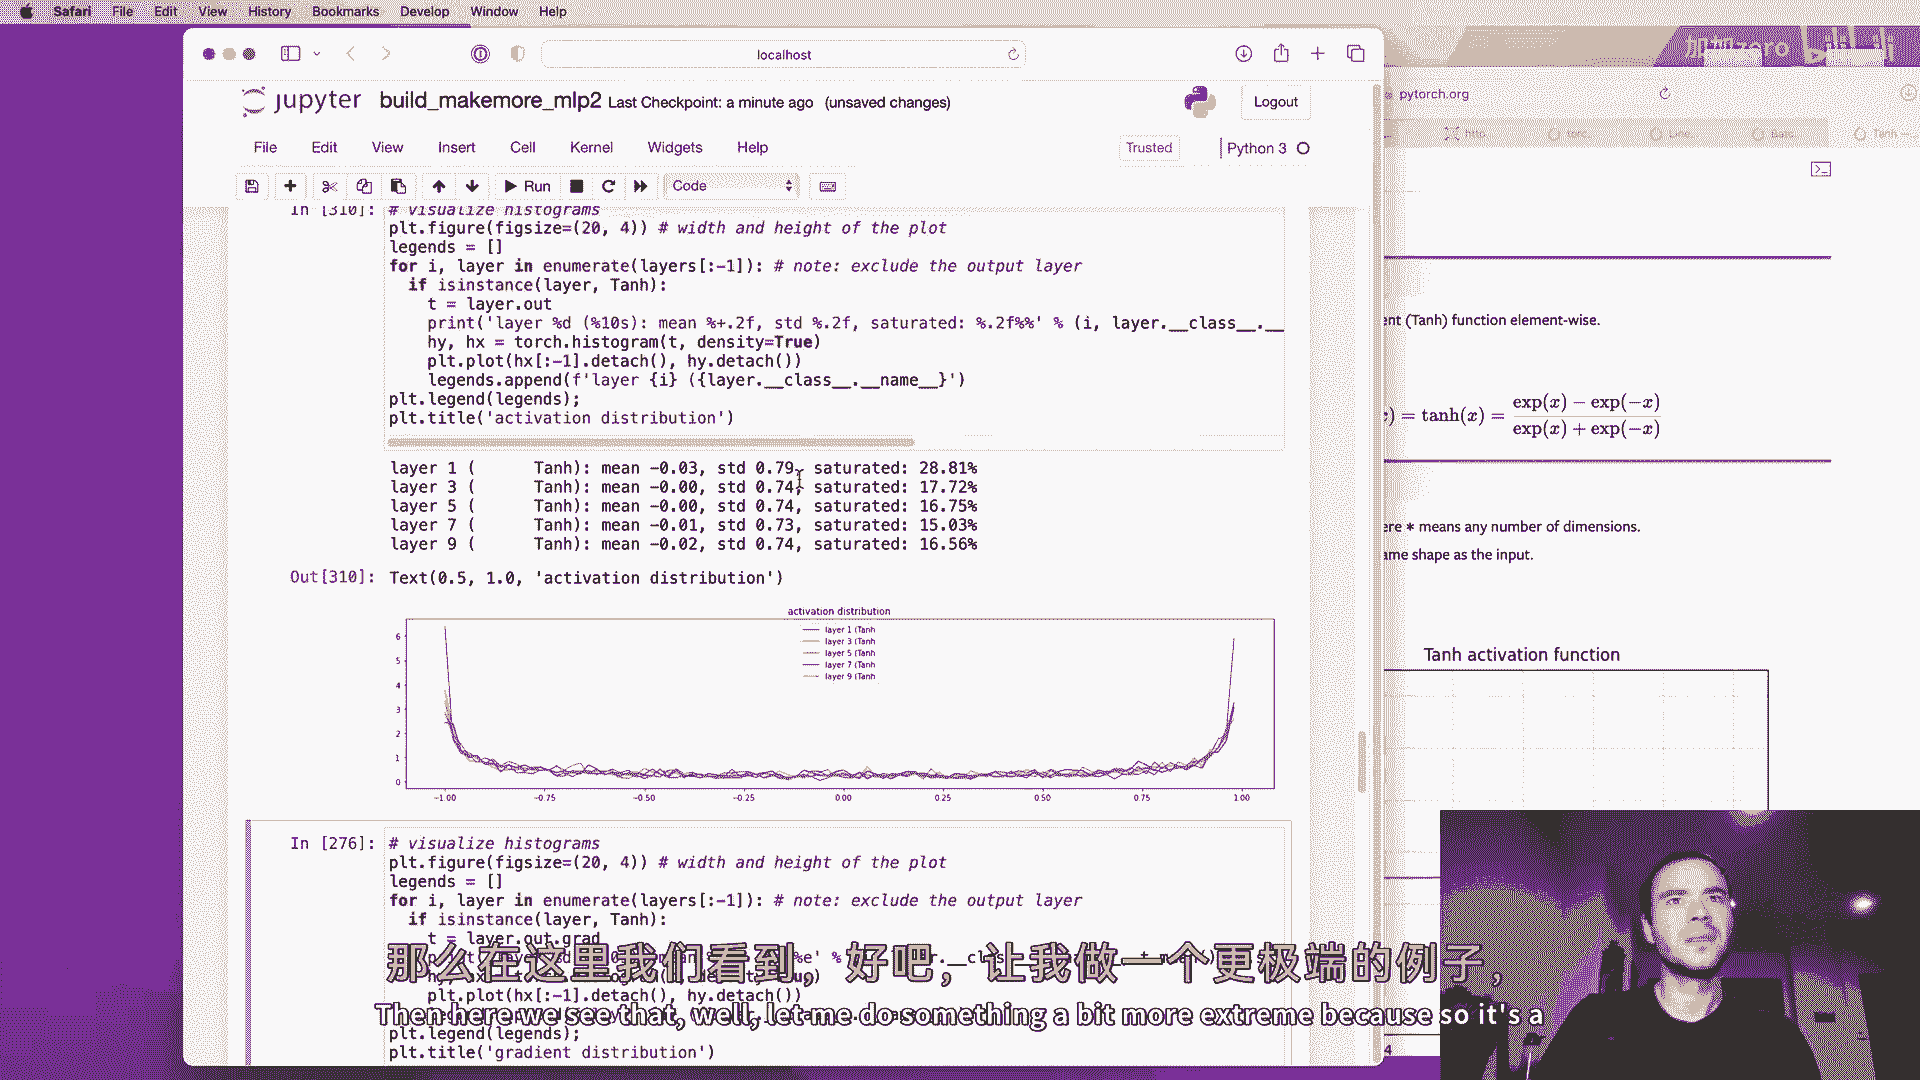 Safari File Edit View History Bookmarks Develop Window Help
localhost
jupyter build_makemore_mlp2 Last Checkpoint: a minute ago (unsaved changes)
Logout
File Edit View Insert Cell Kernel Widgets Help
Trusted
Python 3
Run
Code
In [310]: # visualize histograms
plt.figure(figsize=(20, 4)) # width and height of the plot
legends = []
for i, layer in enumerate(layers[:-1]): # note: exclude the output layer
if isinstance(layer, Tanh):
t = layer.out
print('layer %d (%10s): mean %+.2f, std %.2f, saturated: %.2f%%' % (i, layer.__class__.__
hy, hx = torch.histogram(t, density=True)
plt.plot(hx[:-1].detach(), hy.detach())
legends.append(f'layer {i} ({layer.__class__.__name__}')
plt.legend(legends);
plt.title('activation distribution')
layer 1 ( Tanh): mean -0.03, std 0.79, saturated: 28.81%
layer 3 ( Tanh): mean -0.00, std 0.74, saturated: 17.72%
layer 5 ( Tanh): mean -0.00, std 0.74, saturated: 16.75%
layer 7 ( Tanh): mean -0.01, std 0.73, saturated: 15.03%
layer 9 ( Tanh): mean -0.02, std 0.74, saturated: 16.56%
Out[310]: Text(0.5, 1.0, 'activation distribution')
activation distribution
layer 1 (Tanh
layer 3 (Tanh
layer 5 (Tanh
layer 7 (Tanh
layer 9 (Tanh
6
5
4
3
2
1
0
-1.00 -0.75 -0.50 -0.25 0.00 0.25 0.50 0.75 1.00
In [276]: # visualize histograms
plt.figure(figsize=(20, 4)) # width and height of the plot
legends = []
for i, layer in enumerate(layers[:-1]): # note: exclude the output layer
if isinstance(layer, Tanh):
t = layer.out.grad
plt.plot(hx[:-1].detach(), hy.detach())
plt.legend(legends);
plt.title('gradient distribution')
那么在这里我们看到，好吧，让我做一个更极端的例子，
Then here we see that, well, let me do something a bit more extreme because so it's a
pytorch.org
ent (Tanh) function element-wise.
) = tanh(x) = exp(x) − exp(−x)
exp(x) + exp(−x)
ere * means any number of dimensions.
ame shape as the input.
Tanh activation function
4